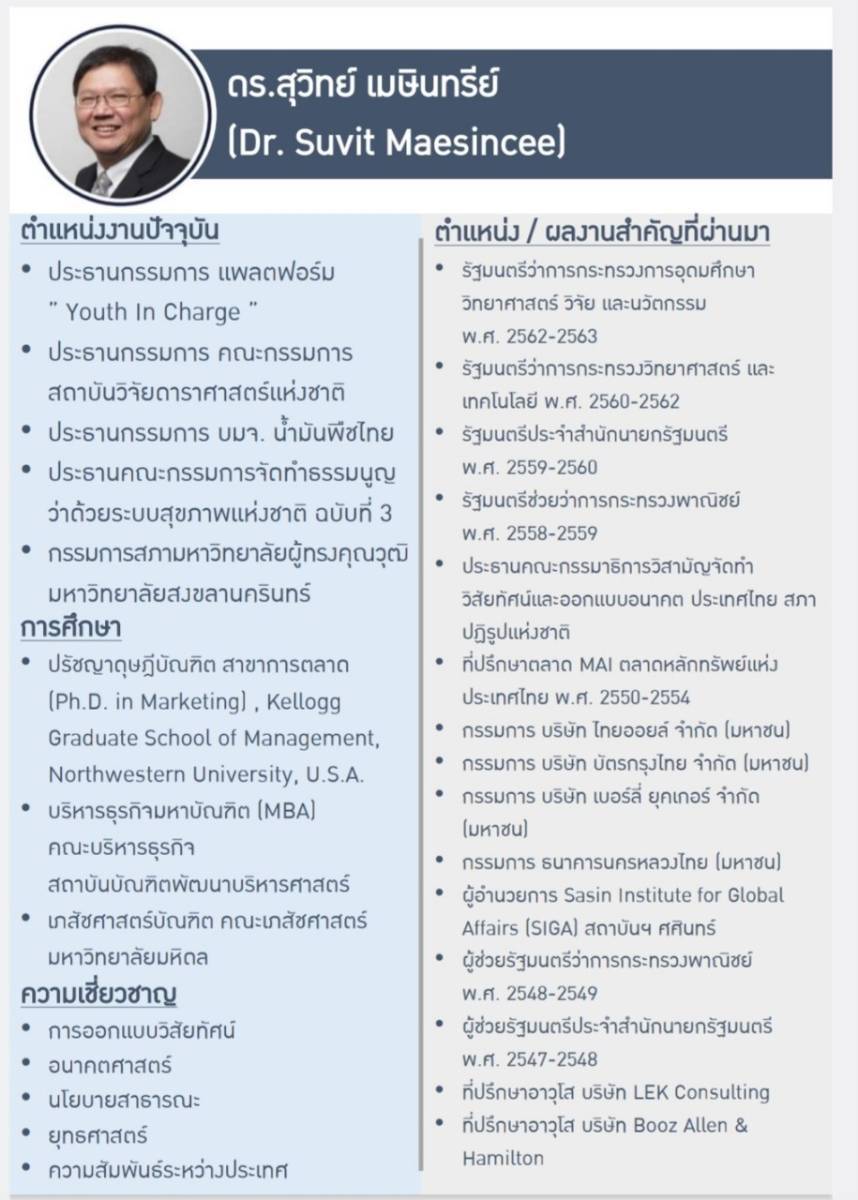 ดร.สุวิทย์ เมษินทรีย์
(Dr. Suvit Maesincee)
ตำแหน่งงานปัจจุบัน
• ประธานกรรมการ แพลตฟอร์ม
" Youth In Charge "
• ประธานกรรมการ คณะกรรมการ
สถาบันวิจัยดาราศาสตร์แห่งชาติ
• ประธานกรรมการ บมจ. น้ำมันพืชไทย
• ประธานคณะกรรมการจัดทำธรรมนูญ
ว่าด้วยระบบสุขภาพแห่งชาติ ฉบับที่ 3
• กรรมการสภามหาวิทยาลัยผู้ทรงคุณวุฒิ
มหาวิทยาลัยสงขลานครินทร์
การศึกษา
• ปรัชญาดุษฎีบัณฑิต สาขาการตลาด
(Ph.D. in Marketing) , Kellogg
Graduate School of Management,
Northwestern University, U.S.A.
• บริหารธุรกิจมหาบัณฑิต (MBA)
คณะบริหารธุรกิจ
สถาบันบัณฑิตพัฒนาบริหารศาสตร์
• เภสัชศาสตร์บัณฑิต คณะเภสัชศาสตร์
มหาวิทยาลัยมหิดล
ความเชี่ยวชาญ
• การออกแบบวิสัยทัศน์
• อนาคตศาสตร์
• นโยบายสาธารณะ
• ยุทธศาสตร์
• ความสัมพันธ์ระหว่างประเทศ
ตำแหน่ง / ผลงานสำคัญที่ผ่านมา
• รัฐมนตรีว่าการกระทรวงการอุดมศึกษา
วิทยาศาสตร์ วิจัย และนวัตกรรม
พ.ศ. 2562-2563
• รัฐมนตรีว่าการกระทรวงวิทยาศาสตร์ และ
เทคโนโลยี พ.ศ. 2560-2562
• รัฐมนตรีประจำสำนักนายกรัฐมนตรี
พ.ศ. 2559-2560
• รัฐมนตรีช่วยว่าการกระทรวงพาณิชย์
พ.ศ. 2558-2559
• ประธานคณะกรรมาธิการวิสามัญจัดทำ
วิสัยทัศน์และออกแบบอนาคต ประเทศไทย สภา
ปฏิรูปแห่งชาติ
• ที่ปรึกษาตลาด MAI ตลาดหลักทรัพย์แห่ง
ประเทศไทย พ.ศ. 2550-2554
• กรรมการ บริษัท ไทยออยล์ จำกัด (มหาชน)
• กรรมการ บริษัท บัตรกรุงไทย จำกัด (มหาชน)
• กรรมการ บริษัท เบอร์ลี่ ยุคเกอร์ จำกัด
(มหาชน)
• กรรมการ ธนาคารนครหลวงไทย (มหาชน)
• ผู้อำนวยการ Sasin Institute for Global
Affairs (SIGA) สถาบันฯ ศศินทร์
• ผู้ช่วยรัฐมนตรีว่าการกระทรวงพาณิชย์
พ.ศ. 2548-2549
• ผู้ช่วยรัฐมนตรีประจำสำนักนายกรัฐมนตรี
พ.ศ. 2547-2548
• ที่ปรึกษาอาวุโส บริษัท LEK Consulting
• ที่ปรึกษาอาวุโส บริษัท Booz Allen &
Hamilton